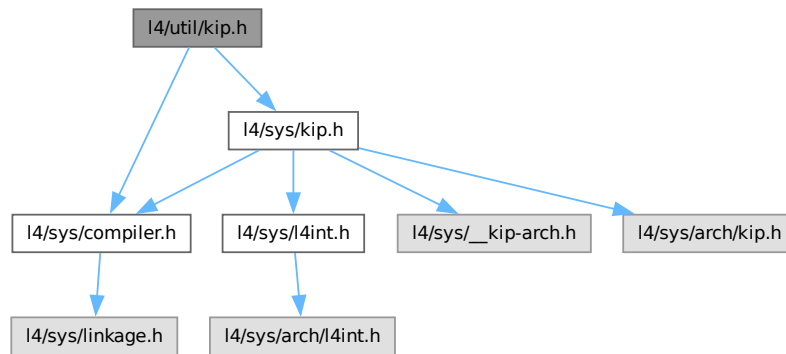 l4/util/kip.h
l4/sys/kip.h
l4/sys/compiler.h
l4/sys/l4int.h
l4/sys/__kip-arch.h
l4/sys/arch/kip.h
l4/sys/linkage.h
l4/sys/arch/l4int.h